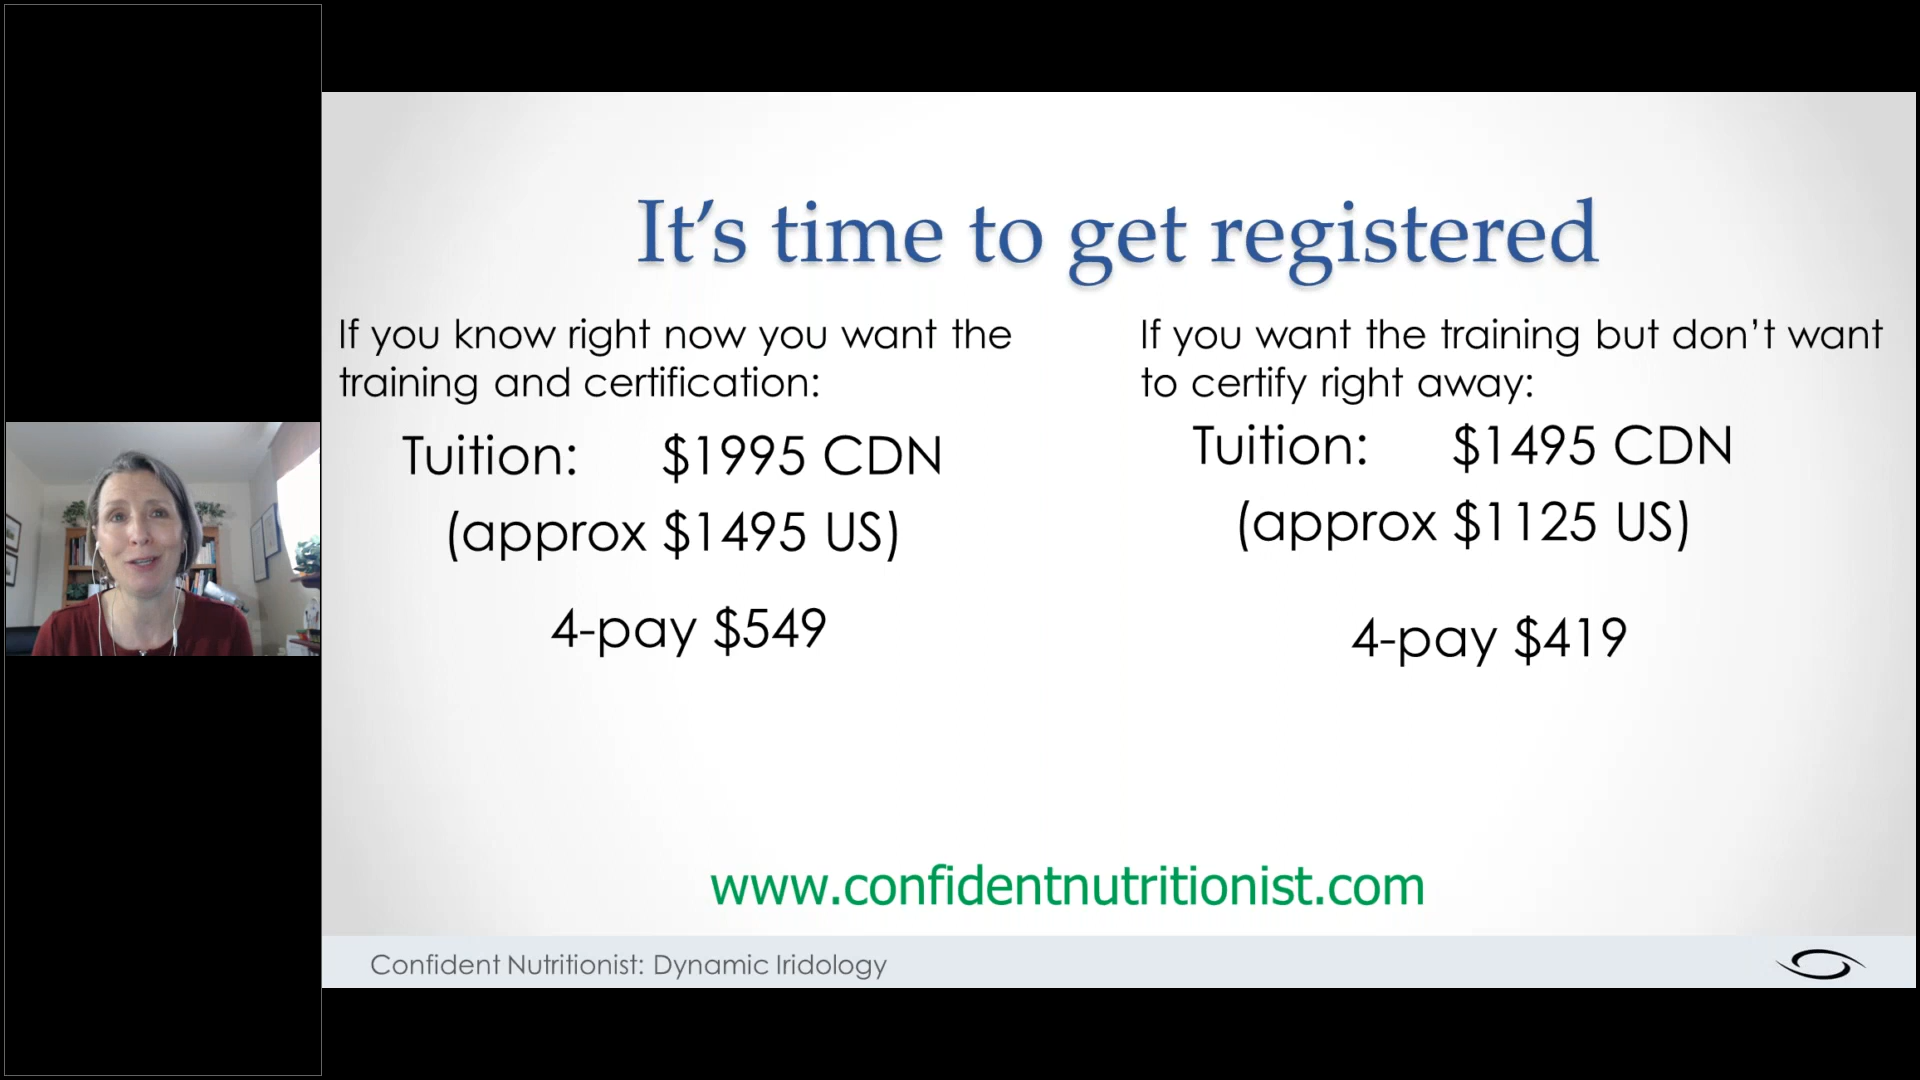 It's time to get registered
If you know right now you want the
training and certification:
Tuition: $1995 CDN
(approx $1495 US)
4-pay $549
If you want the training but don't want
to certify right away:
Tuition: $1495 CDN
(approx $1125 US)
4-pay $419
www.confidentnutritionist.com
Confident Nutritionist: Dynamic Iridology